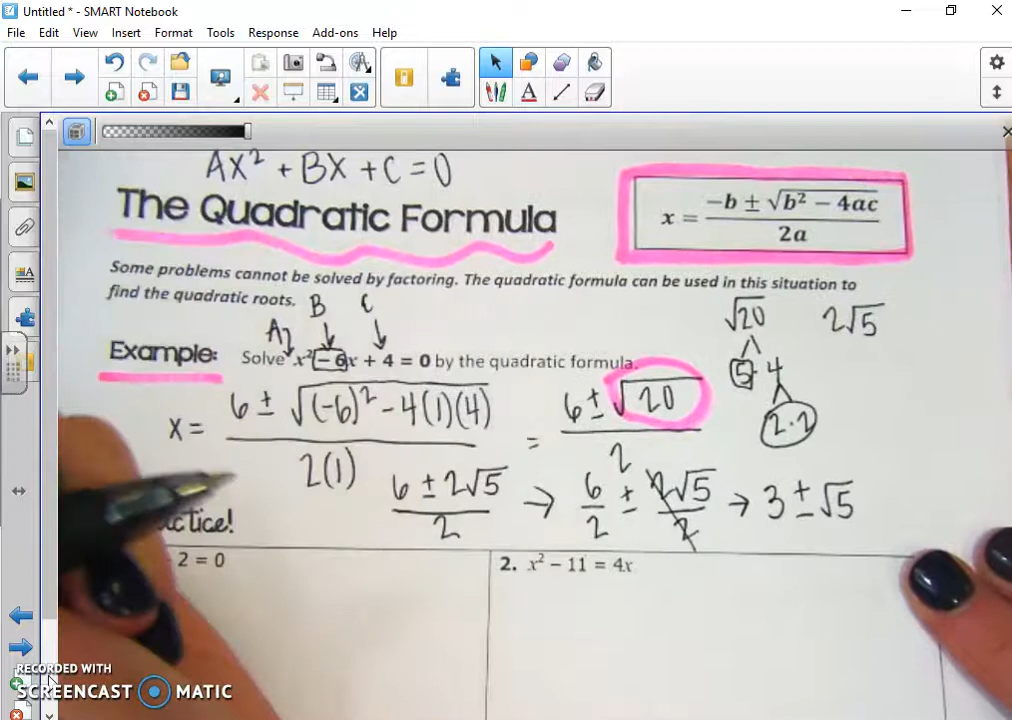 Untitled * - SMART Notebook
File Edit View Insert Format Tools Response Add-ons Help
AX² + BX + C = 0
The Quadratic Formula
x = (-b ± √(b² - 4ac)) / 2a
Some problems cannot be solved by factoring. The quadratic formula can be used in this situation to
find the quadratic roots.
A B C
√20 2√5
5 · 4
2 · 2
Example: Solve x² - 6x + 4 = 0 by the quadratic formula.
x = (6 ± √((-6)² - 4(1)(4))) / 2(1) = (6 ± √20) / 2
(6 ± 2√5) / 2 → 6/2 ± 2√5/2 → 3 ± √5
actice!
2 = 0
2. x² - 11 = 4x
RECORDED WITH
SCREENCAST MATIC